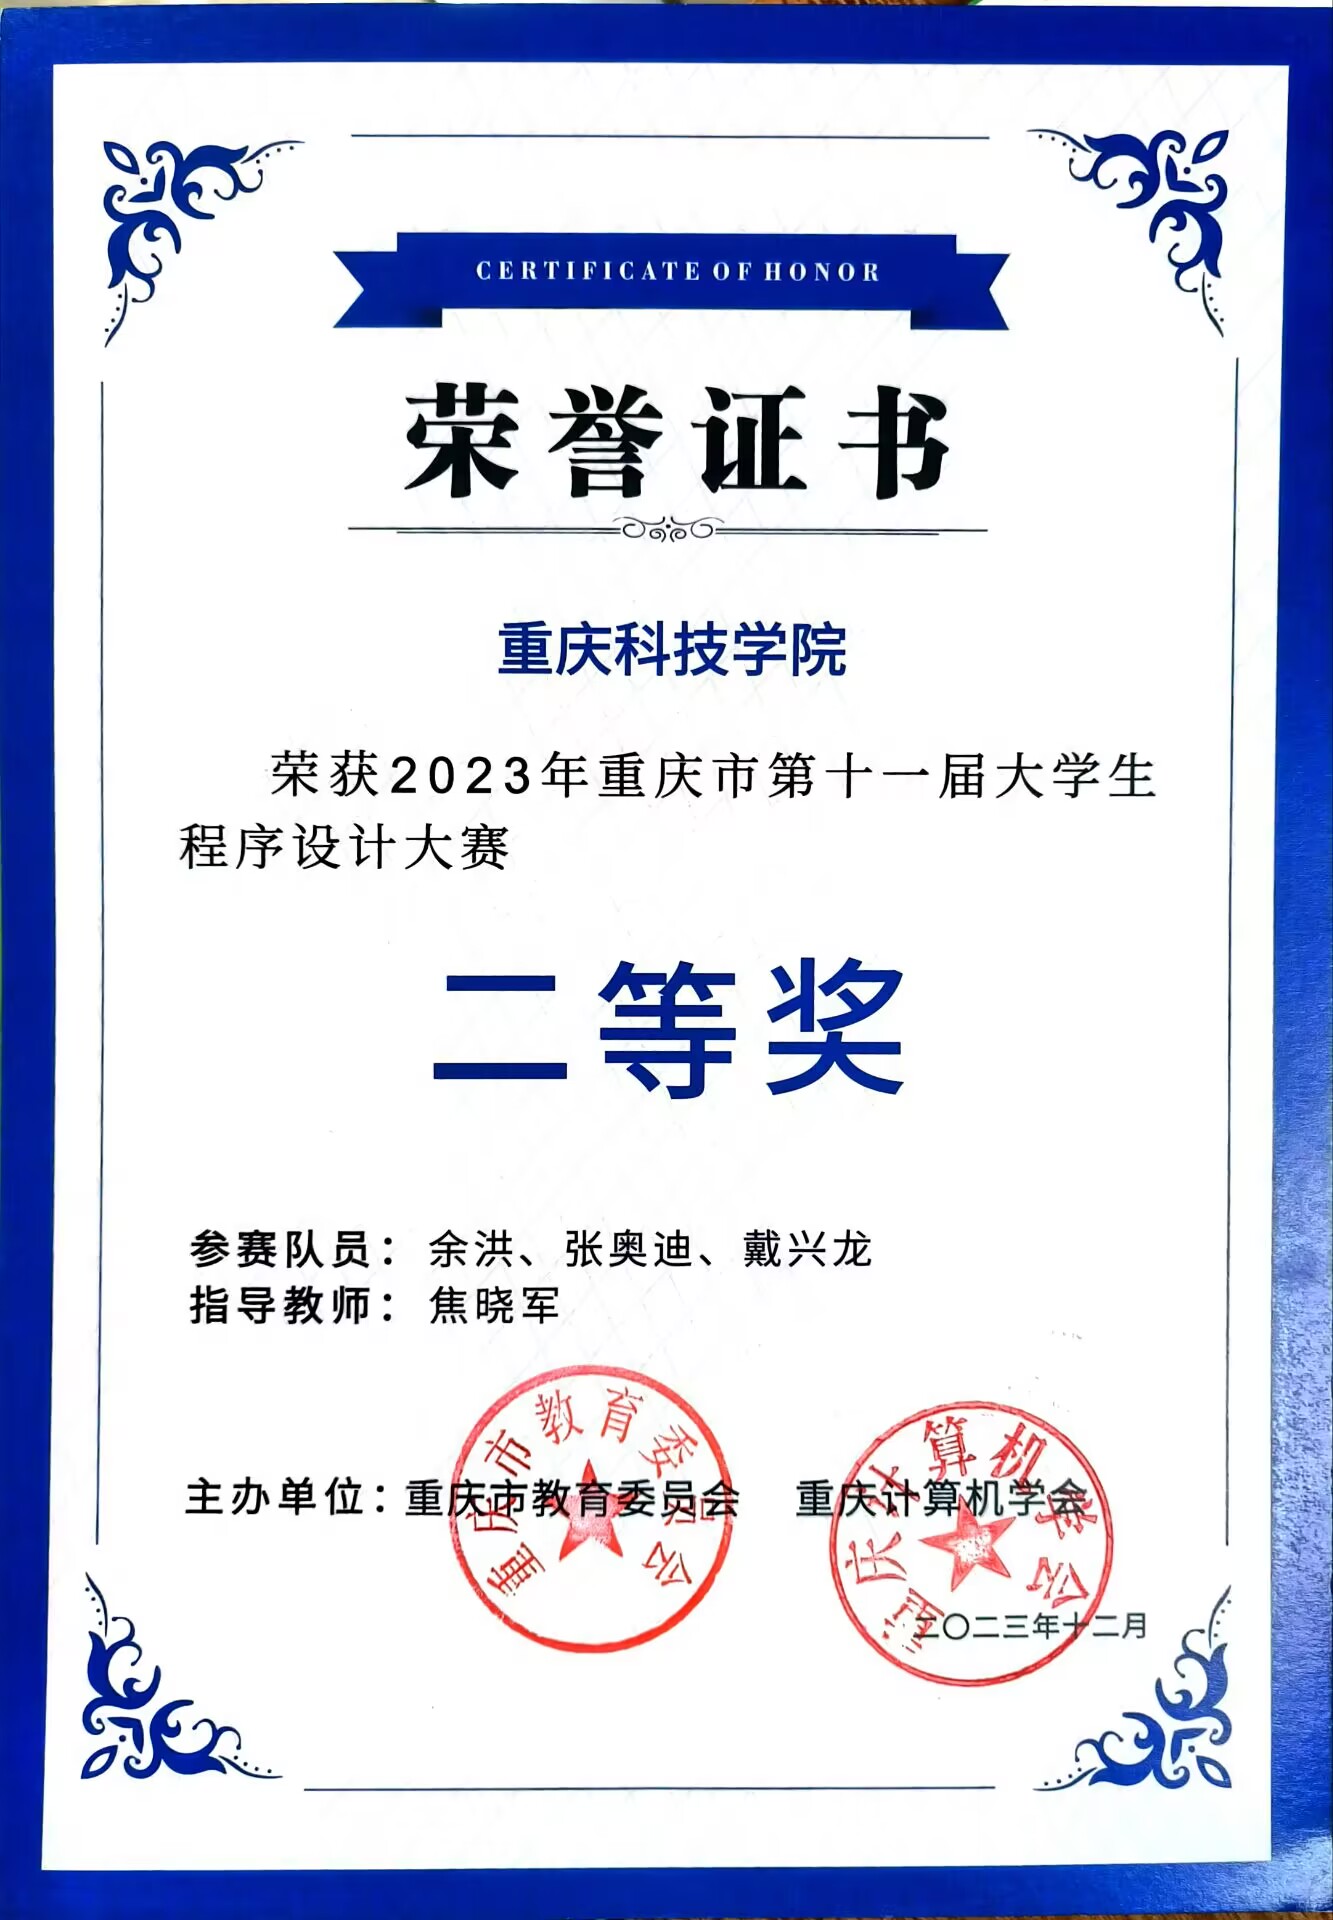 CERTIFICATE OF HONOR
荣誉证书
重庆科技学院
荣获2023年重庆市第十一届大学生
程序设计大赛
二等奖
参赛队员：余洪、张奥迪、戴兴龙
指导教师：焦晓军
主办单位：重庆市教育委员会 重庆计算机学会
二〇二三年十二月
重庆市教育委员会
重庆计算机学会